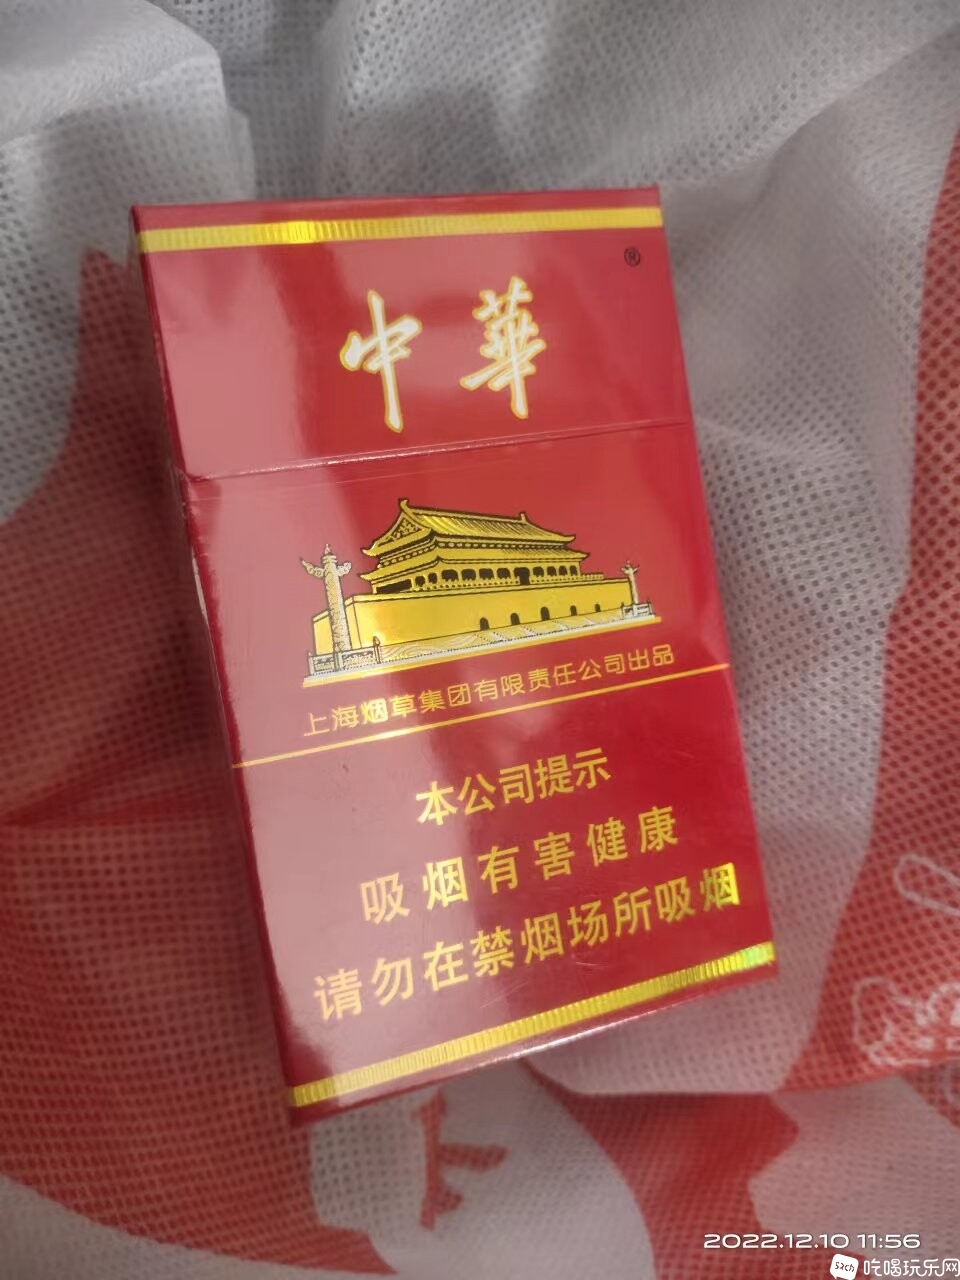 ®
中華
上海烟草集团有限责任公司出品
本公司提示
吸烟有害健康
请勿在禁烟场所吸烟
2022.12.10 11:56
52ch 吃喝玩乐网